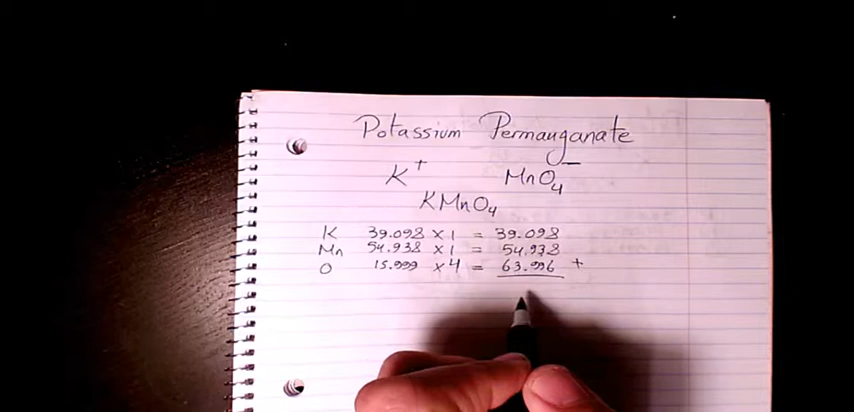 Potassium Permanganate
K⁺ MnO₄⁻
KMnO₄
K 39.098 × 1 = 39.098
Mn 54.938 × 1 = 54.938
O 15.999 × 4 = 63.996 +